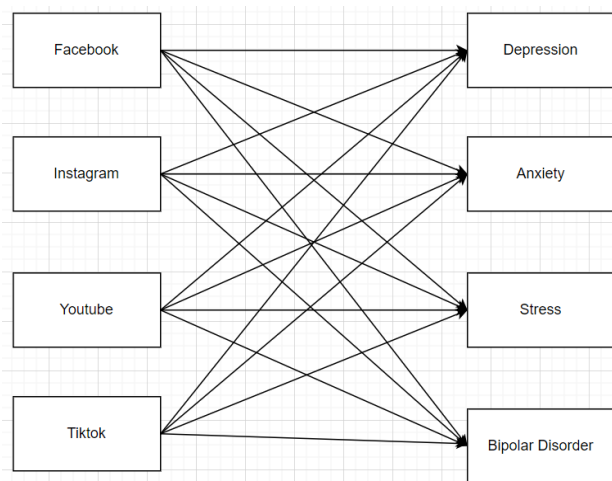 Facebook
Depression
Instagram
Anxiety
Youtube
Stress
Tiktok
Bipolar Disorder